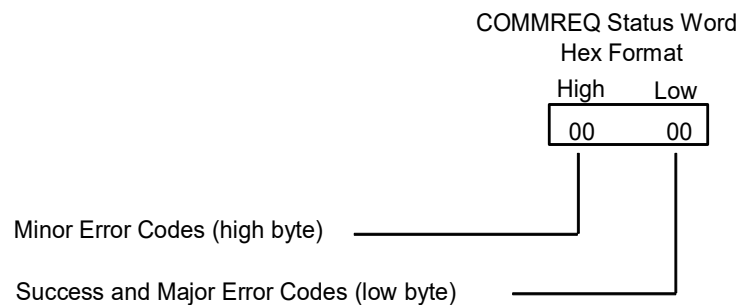 COMMREQ Status Word
Hex Format
High Low
00 00
Minor Error Codes (high byte)
Success and Major Error Codes (low byte)